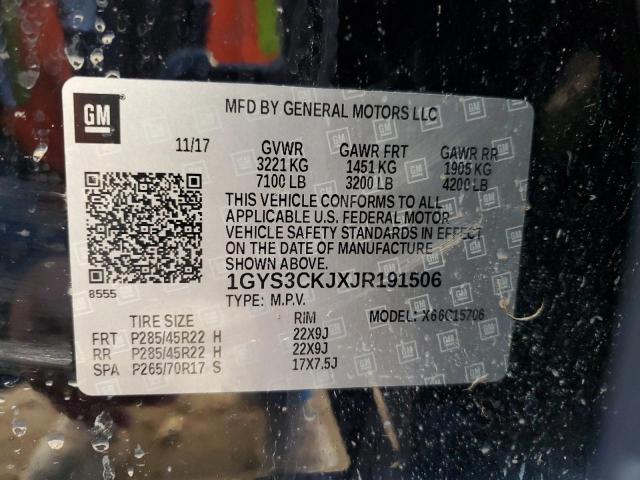 GM
MFD BY GENERAL MOTORS LLC
11/17 GVWR GAWR FRT GAWR RR
3221 KG 1451 KG 1905 KG
7100 LB 3200 LB 4200 LB
THIS VEHICLE CONFORMS TO ALL
APPLICABLE U.S. FEDERAL MOTOR
VEHICLE SAFETY STANDARDS IN EFFECT
ON THE DATE OF MANUFACTURE
SHOWN ABOVE.
8555 1GYS3CKJXJR191506
TYPE: M.P.V.
TIRE SIZE RIM MODEL:
FRT P285/45R22 H 22X9J
RR P285/45R22 H 22X9J
SPA P265/70R17 S 17X7.5J